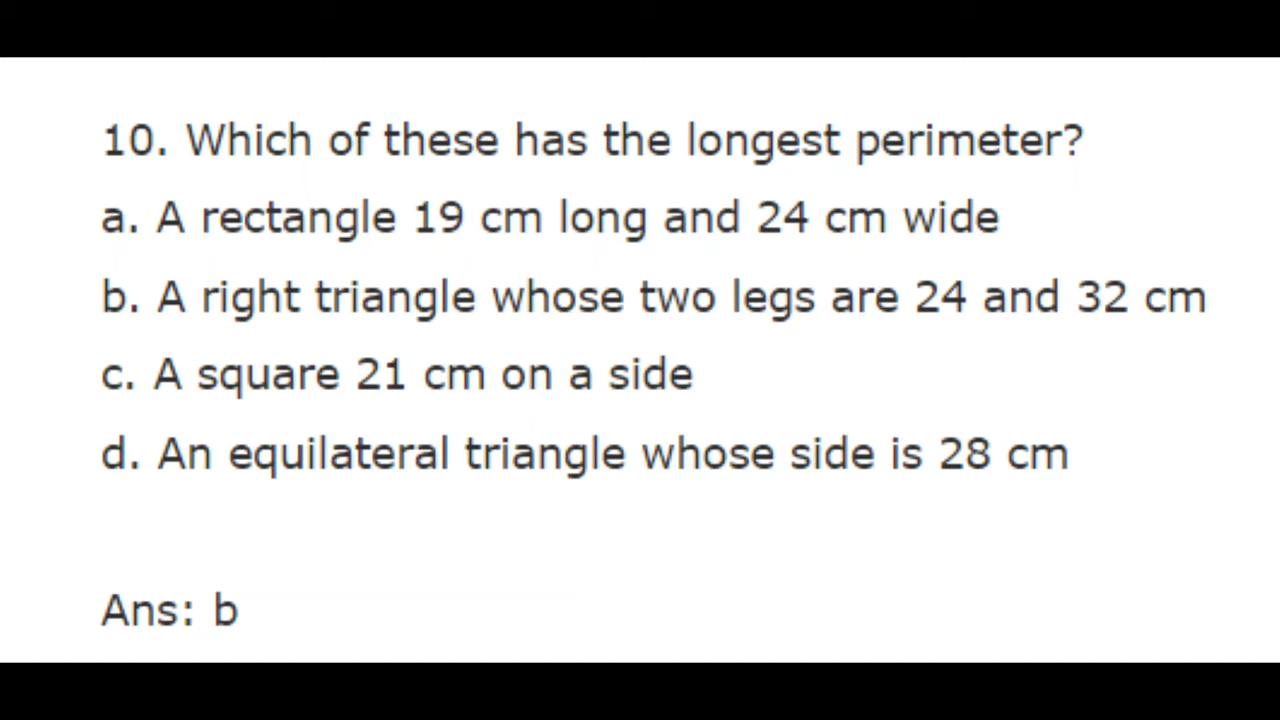 10. Which of these has the longest perimeter?
a. A rectangle 19 cm long and 24 cm wide
b. A right triangle whose two legs are 24 and 32 cm
c. A square 21 cm on a side
d. An equilateral triangle whose side is 28 cm
Ans: b